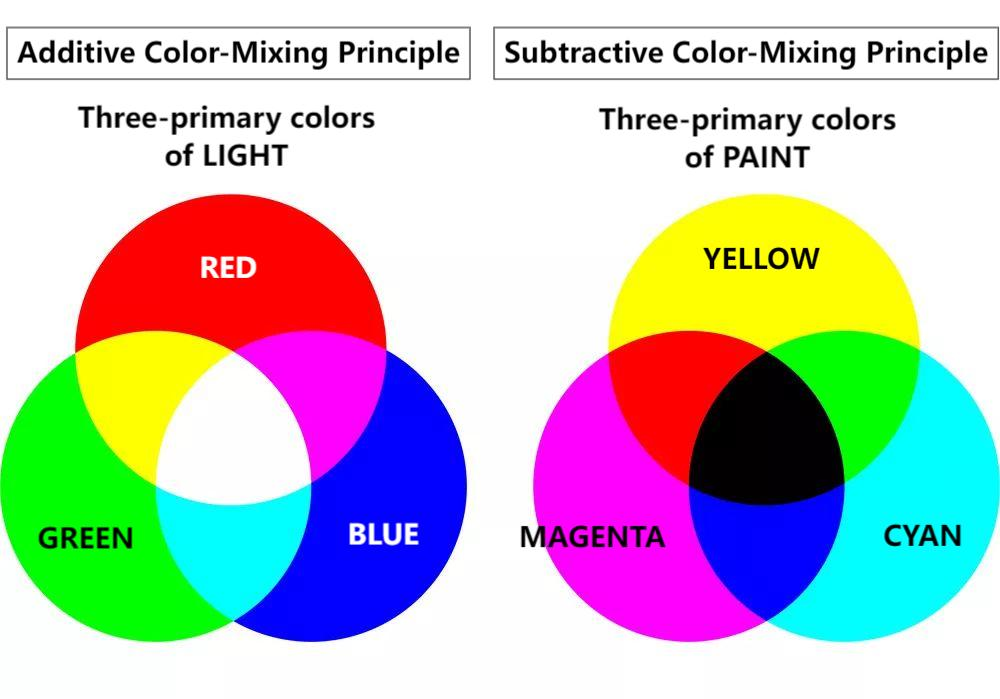 Additive Color-Mixing Principle
Three-primary colors
of LIGHT
RED
GREEN
BLUE
Subtractive Color-Mixing Principle
Three-primary colors
of PAINT
YELLOW
MAGENTA
CYAN